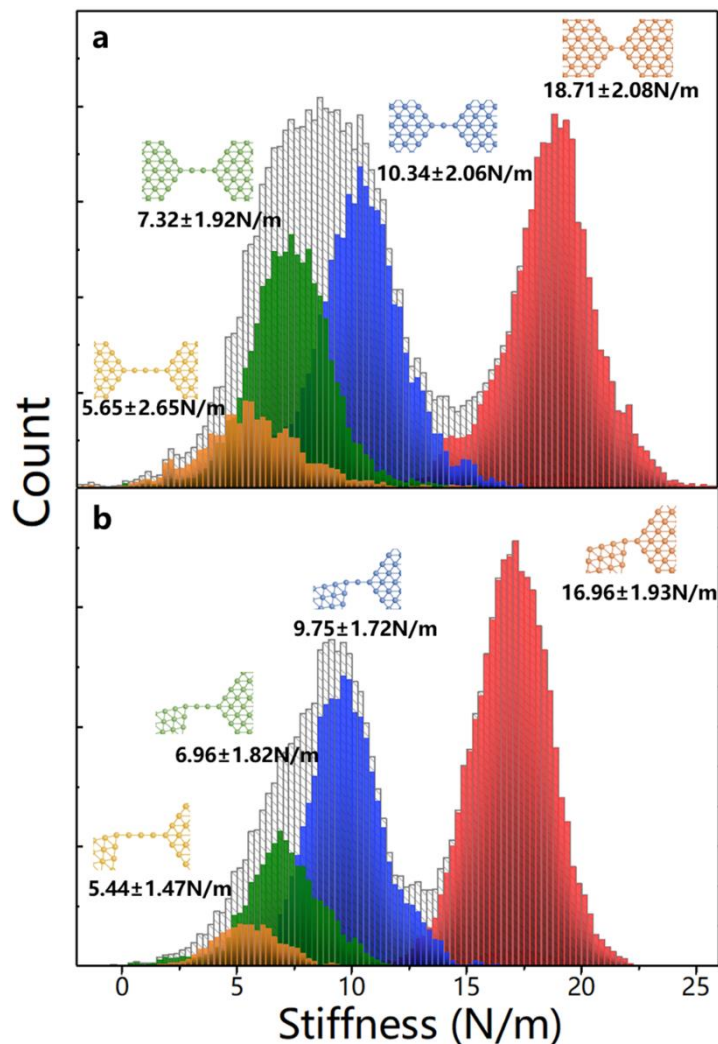 a
18.71±2.08N/m
10.34±2.06N/m
7.32±1.92N/m
5.65±2.65N/m
Count
b
16.96±1.93N/m
9.75±1.72N/m
6.96±1.82N/m
5.44±1.47N/m
0 5 10 15 20 25
Stiffness (N/m)